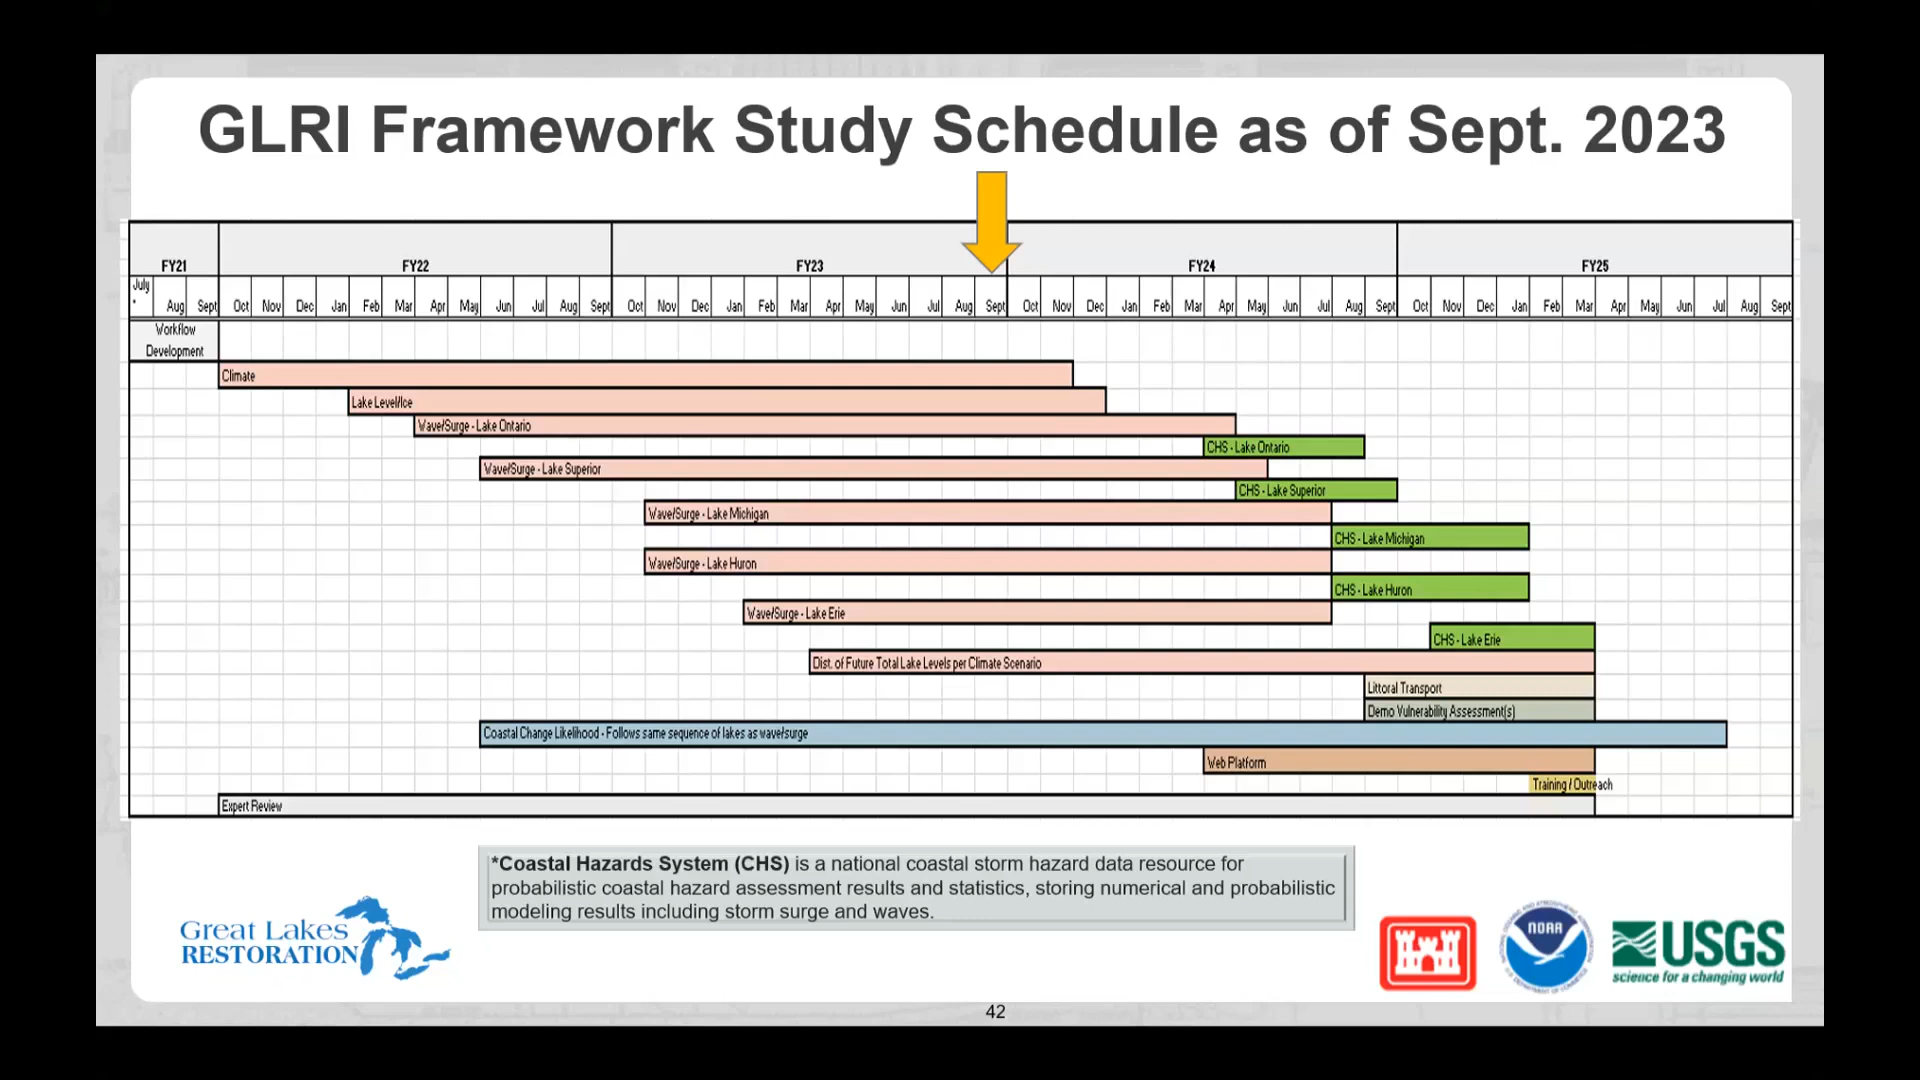 GLRI Framework Study Schedule as of Sept. 2023
FY21 FY22 FY23 FY24 FY25
July * Aug Sept Oct Nov Dec Jan Feb Mar Apr May Jun Jul Aug Sept Oct Nov Dec Jan Feb Mar Apr May Jun Jul Aug Sept Oct Nov Dec Jan Feb Mar Apr May Jun Jul Aug Sept Oct Nov Dec Jan Feb Mar Apr May Jun Jul Aug Sept
Workflow
Development
Climate
Lake Level/Ice
Wave/Surge - Lake Ontario
CHS - Lake Ontario
Wave/Surge - Lake Superior
CHS - Lake Superior
Wave/Surge - Lake Michigan
CHS - Lake Michigan
Wave/Surge - Lake Huron
CHS - Lake Huron
Wave/Surge - Lake Erie
CHS - Lake Erie
Dist. of Future Total Lake Levels per Climate Scenario
Littoral Transport
Demo Vulnerability Assessment(s)
Coastal Change Likelihood - Follows same sequence of lakes as wave/surge
Web Platform
Training / Outreach
Expert Review
*Coastal Hazards System (CHS) is a national coastal storm hazard data resource for
probabilistic coastal hazard assessment results and statistics, storing numerical and probabilistic
modeling results including storm surge and waves.
Great Lakes
RESTORATION
NOAA
USGS
science for a changing world
42